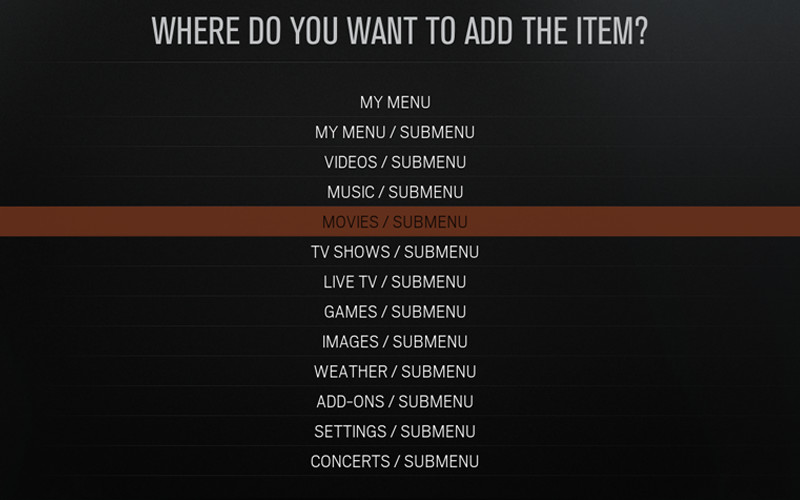 WHERE DO YOU WANT TO ADD THE ITEM?
MY MENU
MY MENU / SUBMENU
VIDEOS / SUBMENU
MUSIC / SUBMENU
MOVIES / SUBMENU
TV SHOWS / SUBMENU
LIVE TV / SUBMENU
GAMES / SUBMENU
IMAGES / SUBMENU
WEATHER / SUBMENU
ADD-ONS / SUBMENU
SETTINGS / SUBMENU
CONCERTS / SUBMENU